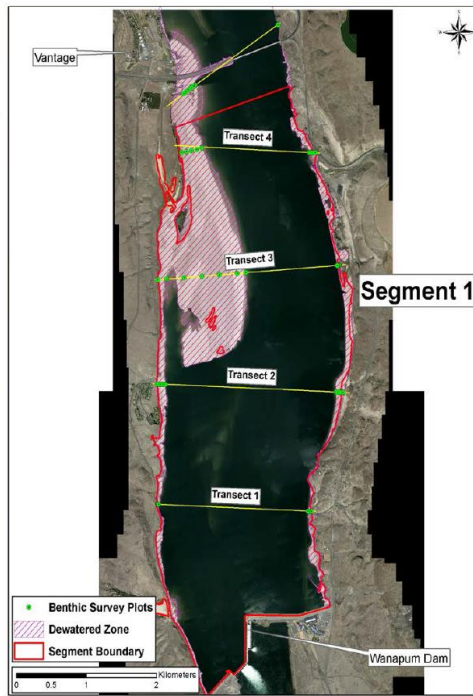 Vantage
Transect 4
Transect 3
Segment 1
Transect 2
Transect 1
Benthic Survey Plots
Dewatered Zone
Segment Boundary
Wanapum Dam
Kilometers
0 0.5 1 2